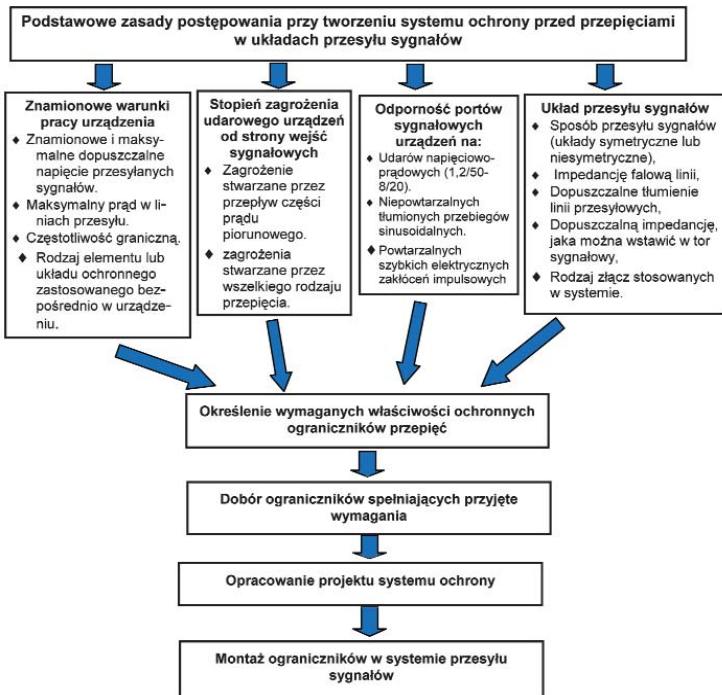 Podstawowe zasady postępowania przy tworzeniu systemu ochrony przed przepięciami
w układach przesyłu sygnałów
Znamionowe warunki
pracy urządzenia
♦ Znamionowe i maksy-
malne dopuszczalne
napięcie przesyłanych
sygnałów.
♦ Maksymalny prąd w li-
niach przesyłu.
♦ Częstotliwość graniczną.
♦ Rodzaj elementu lub
układu ochronnego
zastosowanego bez-
pośrednio w urządze-
niu.
Stopień zagrożenia
udarowego urządzeń
od strony wejść
sygnałowych
♦ Zagrożenie
stwarzane przez
przepływ części
prądu
piorunowego.
♦ zagrożenia
stwarzane przez
wszelkiego rodzaju
przepięcia.
Odporność portów
sygnałowych
urządzeń na:
♦ Udarów napięciowo-
prądowych (1,2/50-
8/20).
♦ Niepowtarzalnych
tłumionych przebiegów
sinusoidalnych.
♦ Powtarzalnych
szybkich elektrycznych
zakłóceń impulsowych
Układ przesyłu sygnałów
♦ Sposób przesyłu sygnałów
(układy symetryczne lub
niesymetryczne),
♦ Impedancję falową linii,
♦ Dopuszczalne tłumienie
linii przesyłowych,
♦ Dopuszczalną impedancję,
jaka można wstawić w tor
sygnałowy,
♦ Rodzaj złącz stosowanych
w systemie.
Określenie wymaganych właściwości ochronnych
ograniczników przepięć
Dobór ograniczników spełniających przyjęte
wymagania
Opracowanie projektu systemu ochrony
Montaż ograniczników w systemie przesyłu
sygnałów